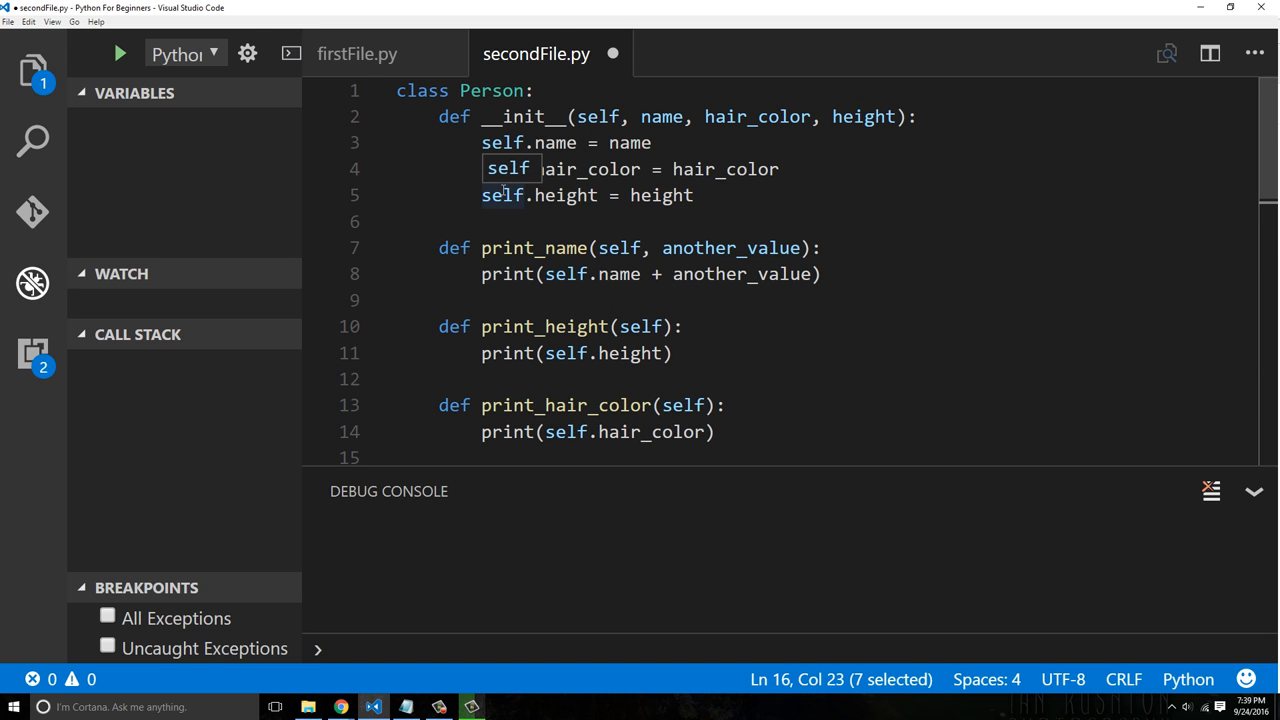 ● secondFile.py - Python For Beginners - Visual Studio Code
File Edit View Go Help
Python ▼
firstFile.py
secondFile.py ●
1
VARIABLES
WATCH
CALL STACK
2
BREAKPOINTS
All Exceptions
Uncaught Exceptions
1 class Person:
2 def __init__(self, name, hair_color, height):
3 self.name = name
4 hair_color = hair_color
self
5 self.height = height
6
7 def print_name(self, another_value):
8 print(self.name + another_value)
9
10 def print_height(self):
11 print(self.height)
12
13 def print_hair_color(self):
14 print(self.hair_color)
15
DEBUG CONSOLE
0 0
Ln 16, Col 23 (7 selected) Spaces: 4 UTF-8 CRLF Python
I'm Cortana. Ask me anything.
7:39 PM
9/24/2016